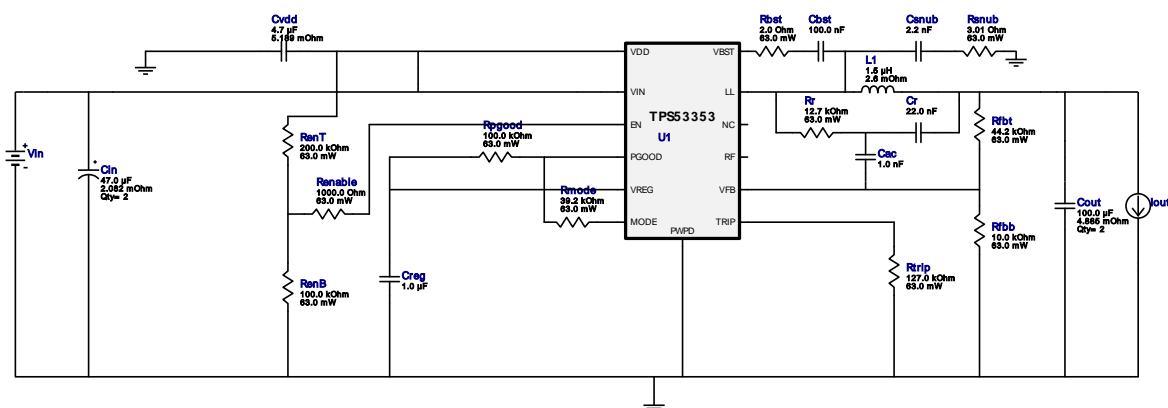 Cvdd
4.7 µF
5.189 mOhm
Rbst
2.0 Ohm
63.0 mW
Cbst
100.0 nF
Csnub
2.2 nF
Rsnub
3.01 Ohm
63.0 mW
VDD
VBST
L1
1.5 µH
2.6 mOhm
VIN
LL
TPS53353
U1
Rr
12.7 kOhm
63.0 mW
Cr
22.0 nF
EN
NC
RenT
200.0 kOhm
63.0 mW
Rpgood
100.0 kOhm
63.0 mW
Rfbt
44.2 kOhm
63.0 mW
Vin
Cin
47.0 µF
2.082 mOhm
Qty= 2
PGOOD
RF
Cac
1.0 nF
Renable
1000.0 Ohm
63.0 mW
Rmode
39.2 kOhm
63.0 mW
VREG
VFB
MODE
TRIP
PWPD
Cout
100.0 µF
4.865 mOhm
Qty= 2
Iout
Rfbb
10.0 kOhm
63.0 mW
RenB
100.0 kOhm
63.0 mW
Creg
1.0 µF
Rtrip
127.0 kOhm
63.0 mW